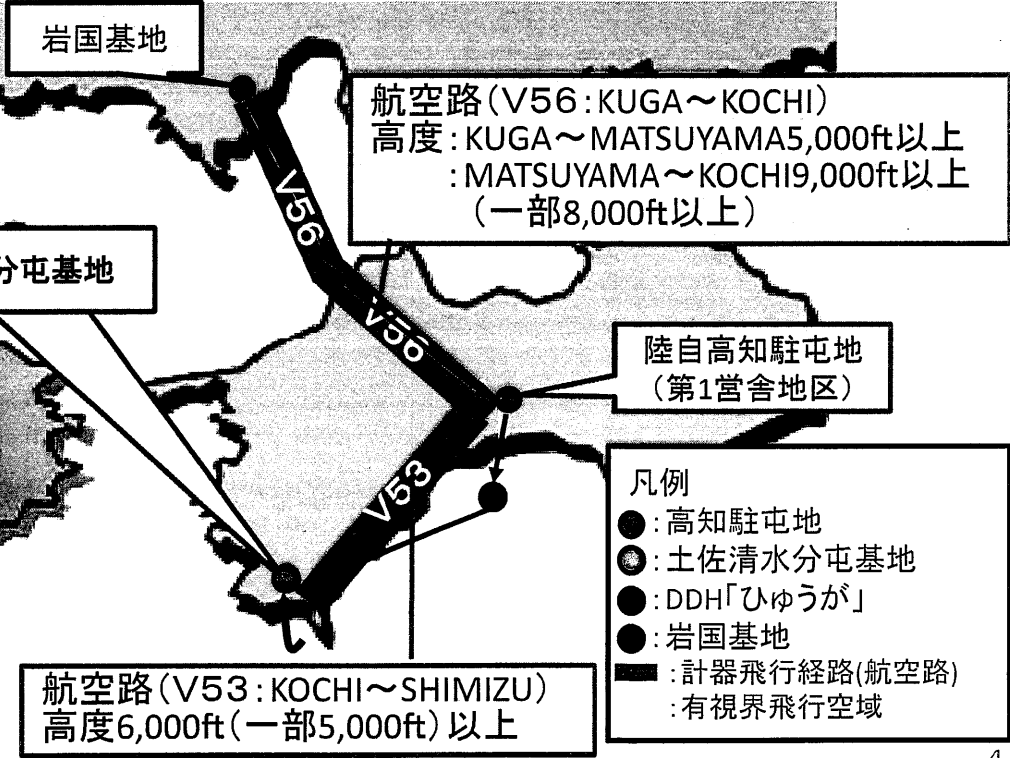 岩国基地
航空路(V56:KUGA～KOCHI)
高度:KUGA～MATSUYAMA5,000ft以上
:MATSUYAMA～KOCHI9,000ft以上
(一部8,000ft以上)
V56
分屯基地
V56
陸自高知駐屯地
(第1営舎地区)
V53
凡例
:高知駐屯地
:土佐清水分屯基地
:DDH「ひゅうが」
:岩国基地
:計器飛行経路(航空路)
:有視界飛行空域
航空路(V53:KOCHI～SHIMIZU)
高度6,000ft(一部5,000ft)以上